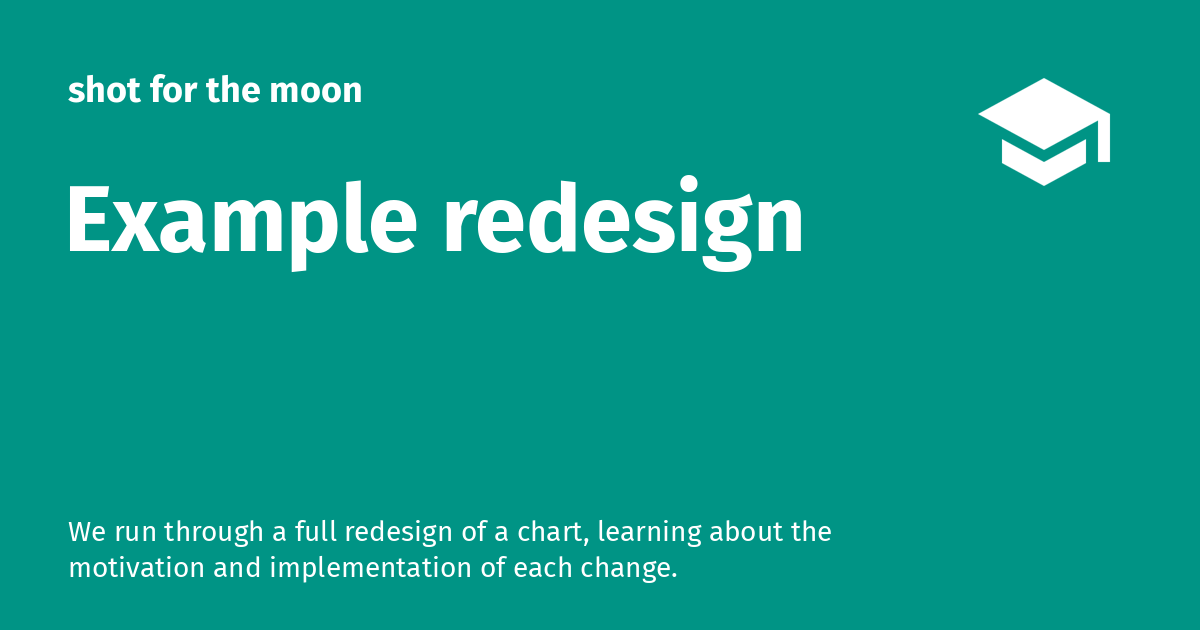 shot for the moon
Example redesign
We run through a full redesign of a chart, learning about the
motivation and implementation of each change.